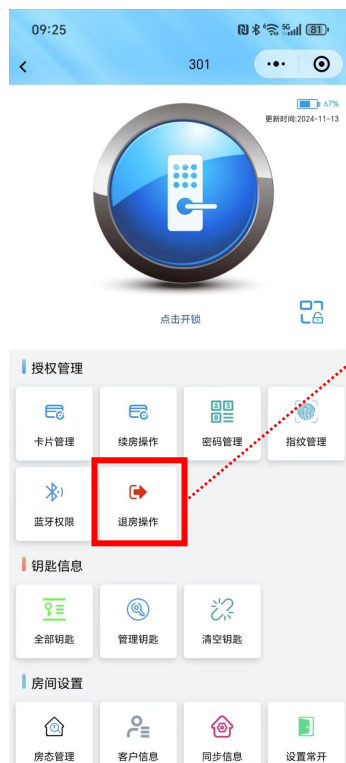 09:25
5G
81
301
67%
更新时间:2024-11-13
点击开锁
授权管理
卡片管理 续房操作 密码管理 指纹管理
蓝牙权限 退房操作
钥匙信息
全部钥匙 管理钥匙 清空钥匙
房间设置
房态管理 客户信息 同步信息 设置常开